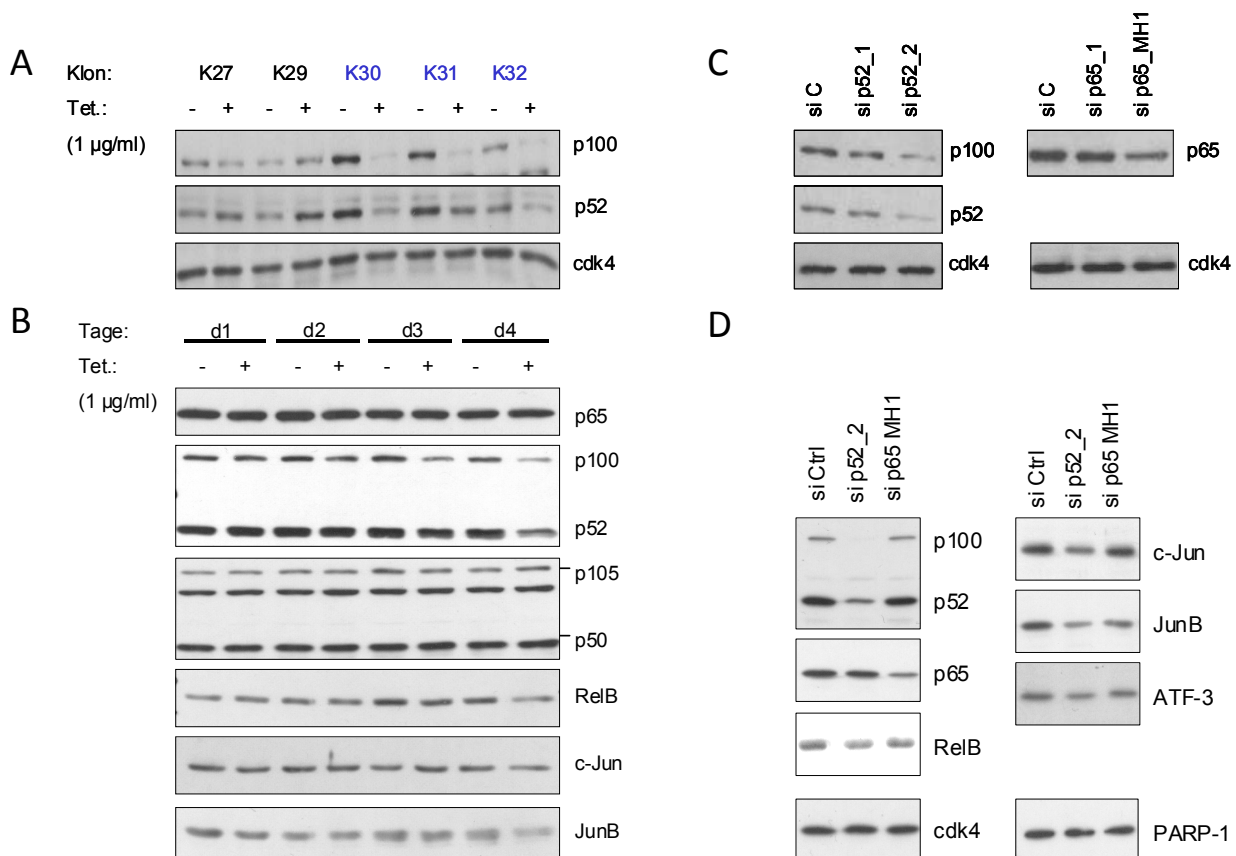 A
Klon: K27 K29 K30 K31 K32
Tet.: - + - + - + - + - +
(1 µg/ml)
p100
p52
cdk4
B
Tage: d1 d2 d3 d4
Tet.: - + - + - + - +
(1 µg/ml)
p65
p100
p52
p105
p50
RelB
c-Jun
JunB
C
si C si p52_1 si p52_2
p100
p52
cdk4
si C si p65_1 si p65_MH1
p65
cdk4
D
si Ctrl si p52_2 si p65 MH1
p100
p52
p65
RelB
cdk4
si Ctrl si p52_2 si p65 MH1
c-Jun
JunB
ATF-3
PARP-1